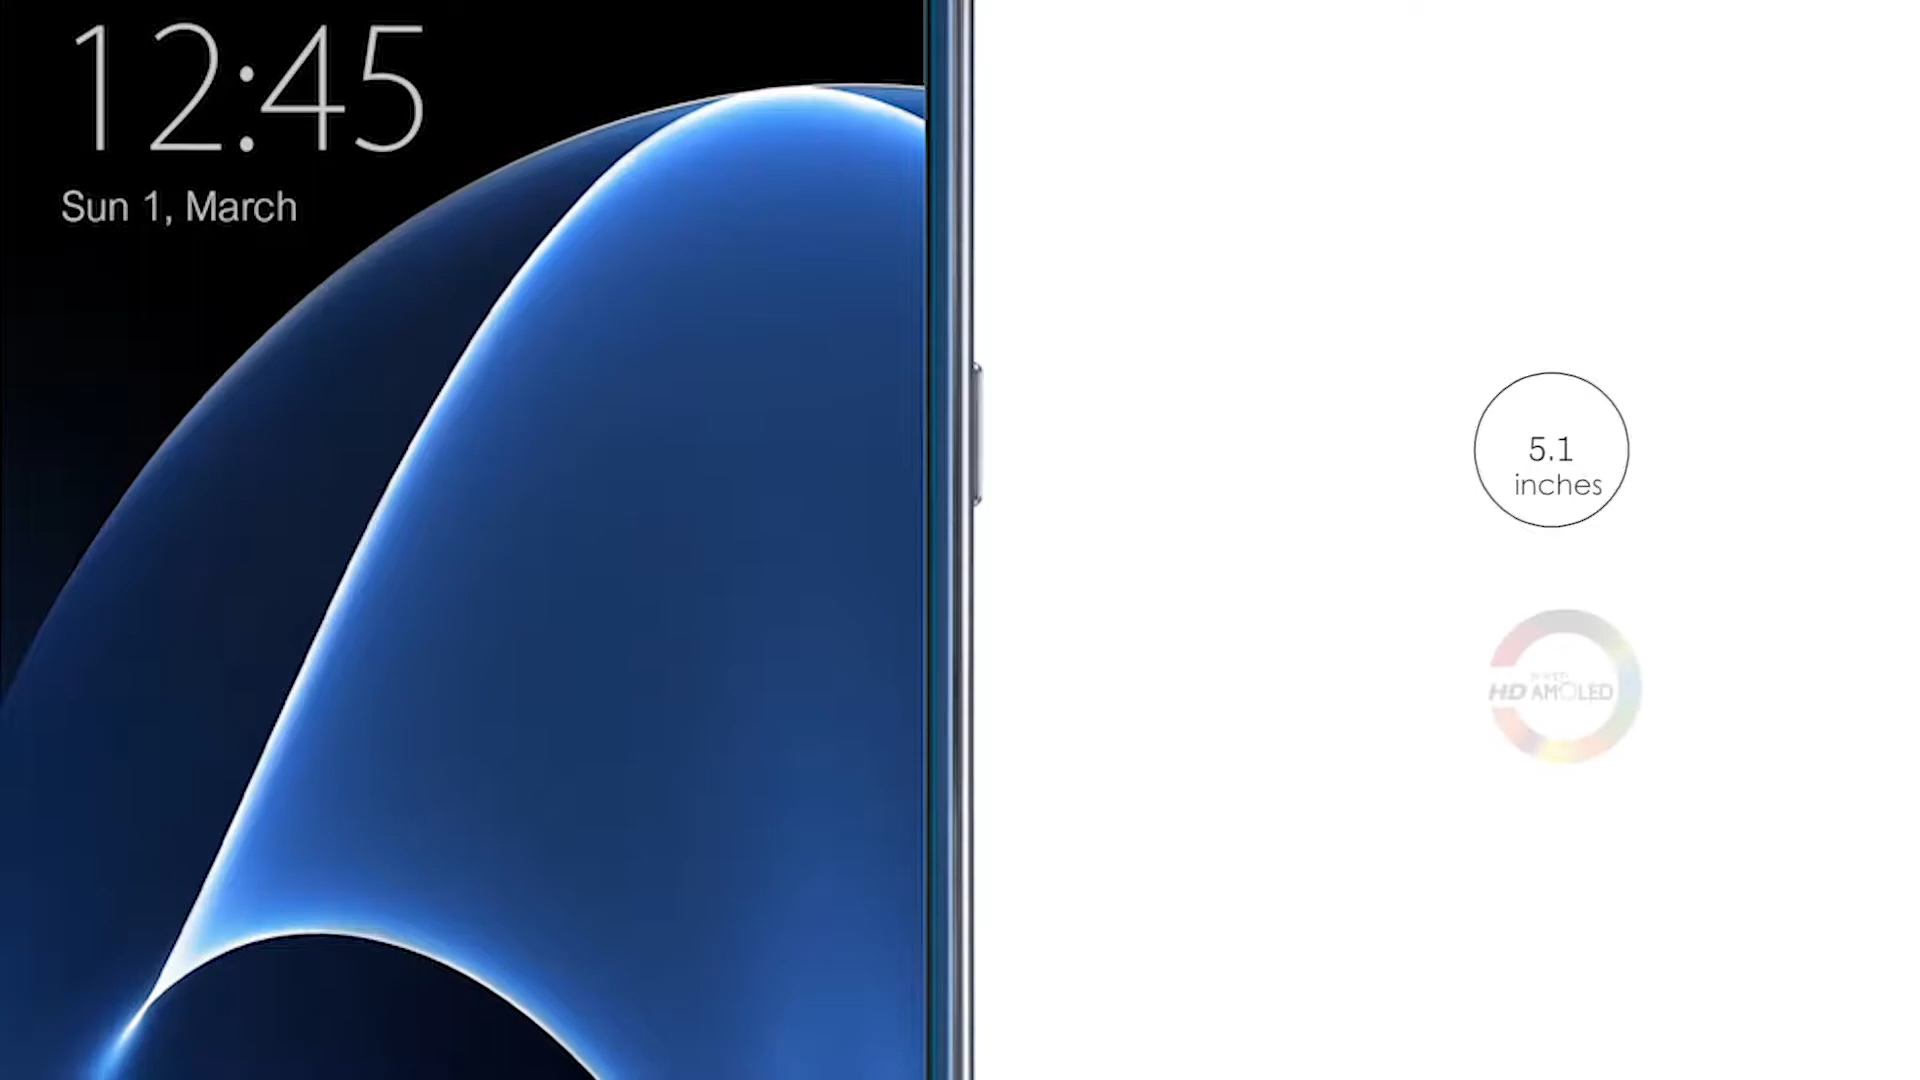 12:45
Sun 1, March
5.1
inches
HD AMOLED